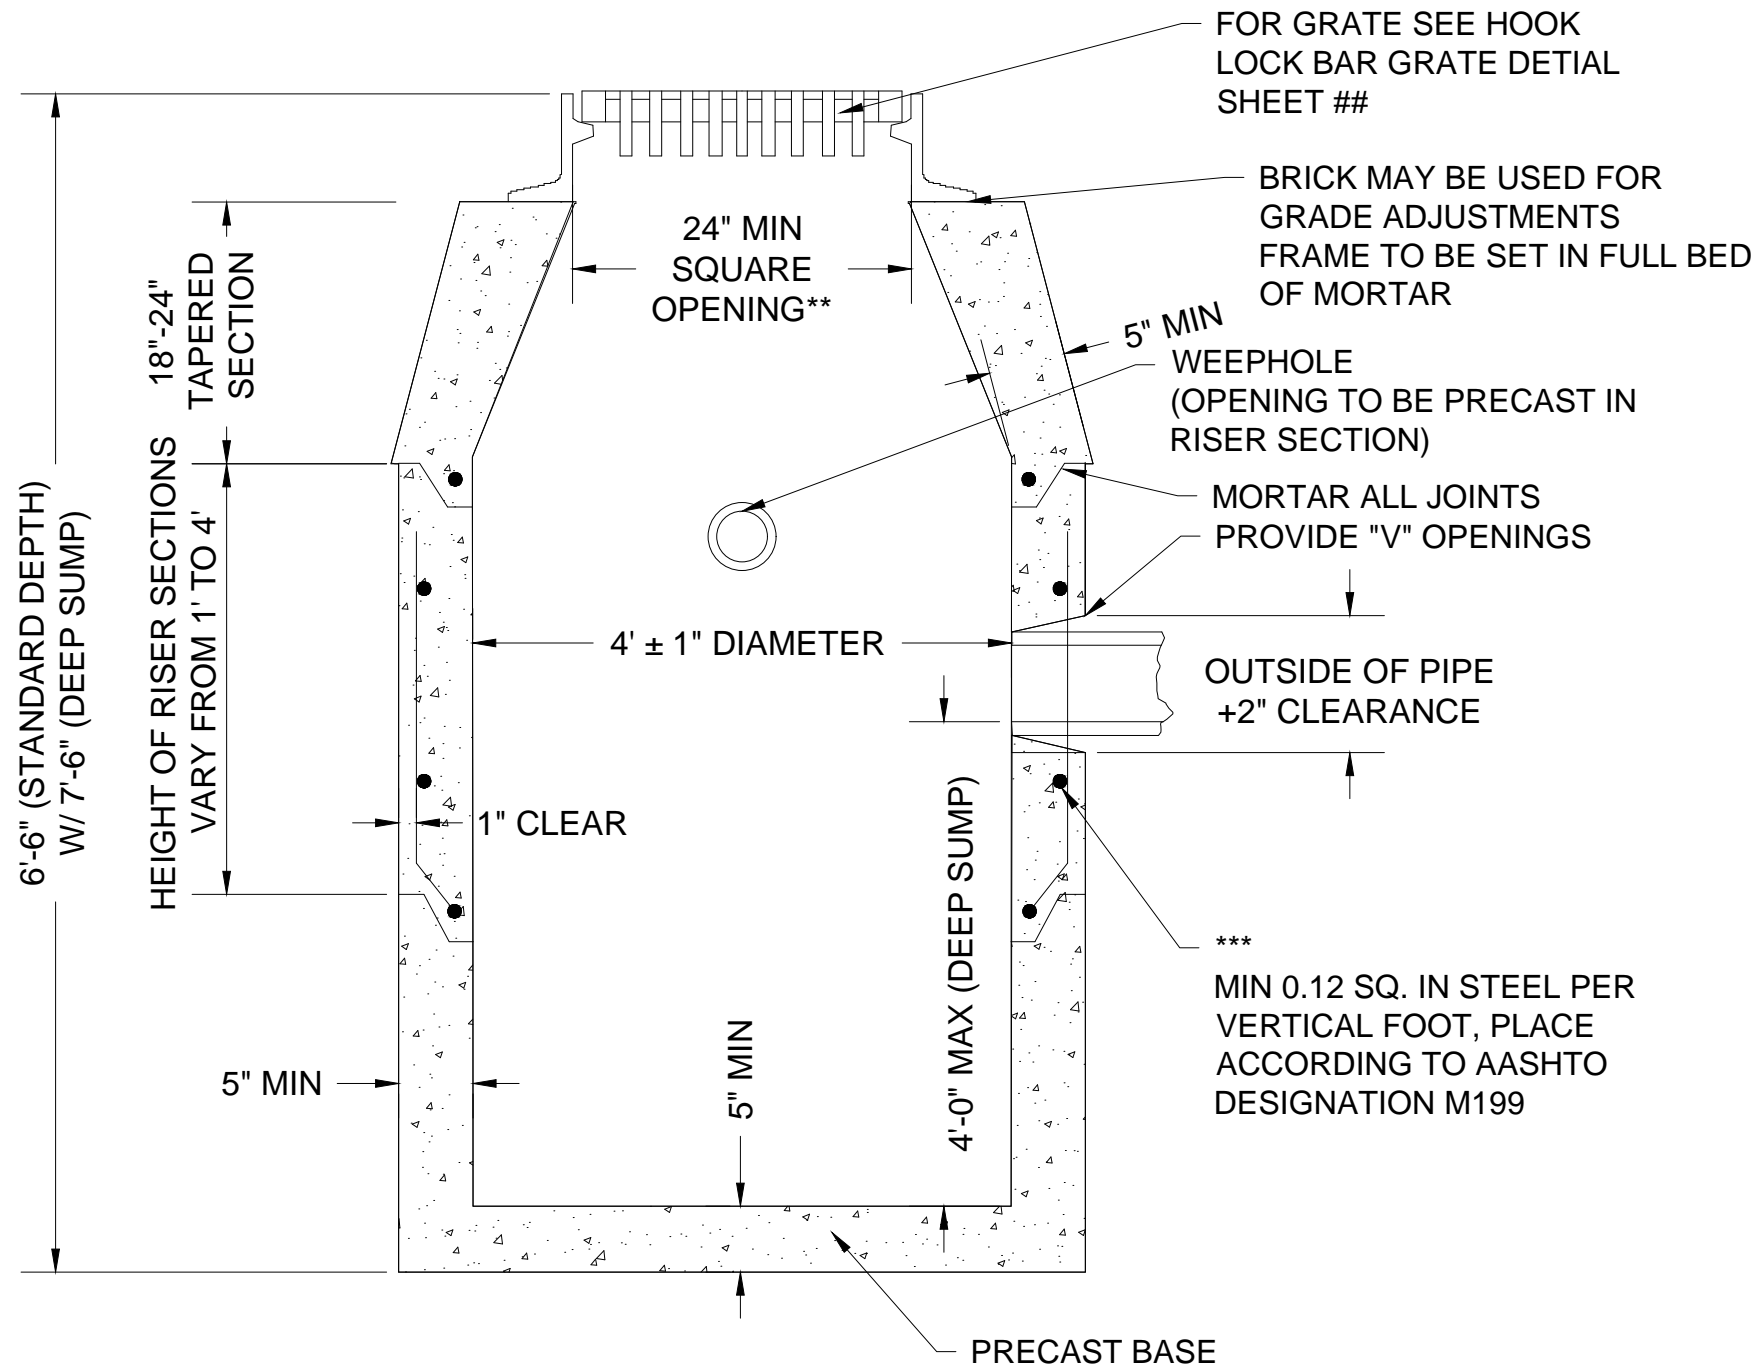 FOR GRATE SEE HOOK
LOCK BAR GRATE DETIAL
SHEET ##
BRICK MAY BE USED FOR
GRADE ADJUSTMENTS
FRAME TO BE SET IN FULL BED
OF MORTAR
24" MIN
SQUARE
OPENING**
18"-24"
TAPERED
SECTION
5" MIN
WEEPHOLE
(OPENING TO BE PRECAST IN
RISER SECTION)
MORTAR ALL JOINTS
PROVIDE "V" OPENINGS
6'-6" (STANDARD DEPTH)
W/ 7'-6" (DEEP SUMP)
HEIGHT OF RISER SECTIONS
VARY FROM 1' TO 4'
4' ± 1" DIAMETER
OUTSIDE OF PIPE
+2" CLEARANCE
1" CLEAR
4'-0" MAX (DEEP SUMP)
***
MIN 0.12 SQ. IN STEEL PER
VERTICAL FOOT, PLACE
ACCORDING TO AASHTO
DESIGNATION M199
5" MIN
5" MIN
PRECAST BASE